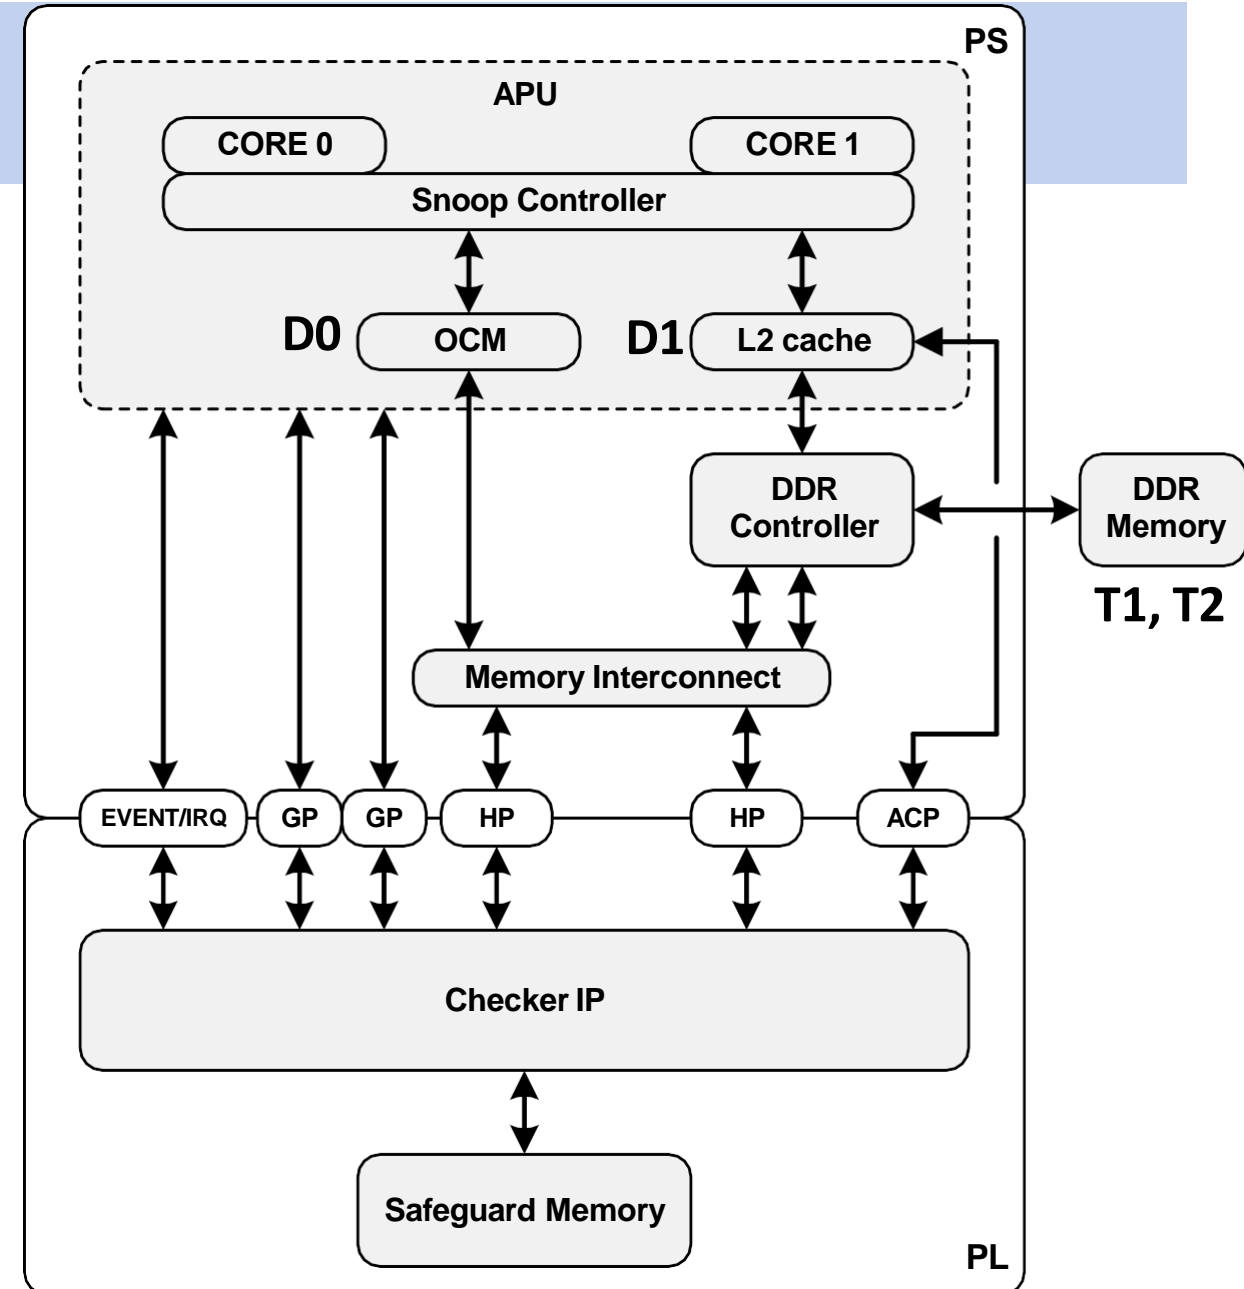 PS
APU
CORE 0
CORE 1
Snoop Controller
D0
OCM
D1
L2 cache
DDR
Controller
DDR
Memory
T1, T2
Memory Interconnect
EVENT/IRQ
GP
GP
HP
HP
ACP
Checker IP
Safeguard Memory
PL